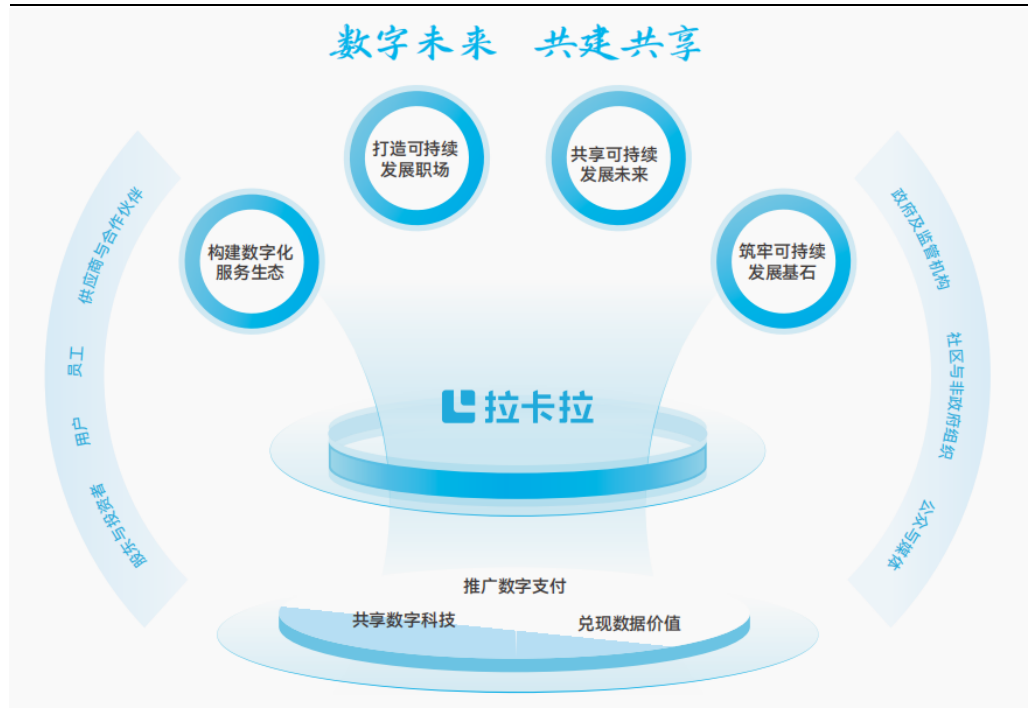 数字未来 共建共享
打造可持续
发展职场
共享可持续
发展未来
构建数字化
服务生态
筑牢可持续
发展基石
供应商与合作伙伴
员工
用户
股东与投资者
政府及监管机构
社区与非政府组织
公众与媒体
拉卡拉
推广数字支付
共享数字科技
兑现数据价值